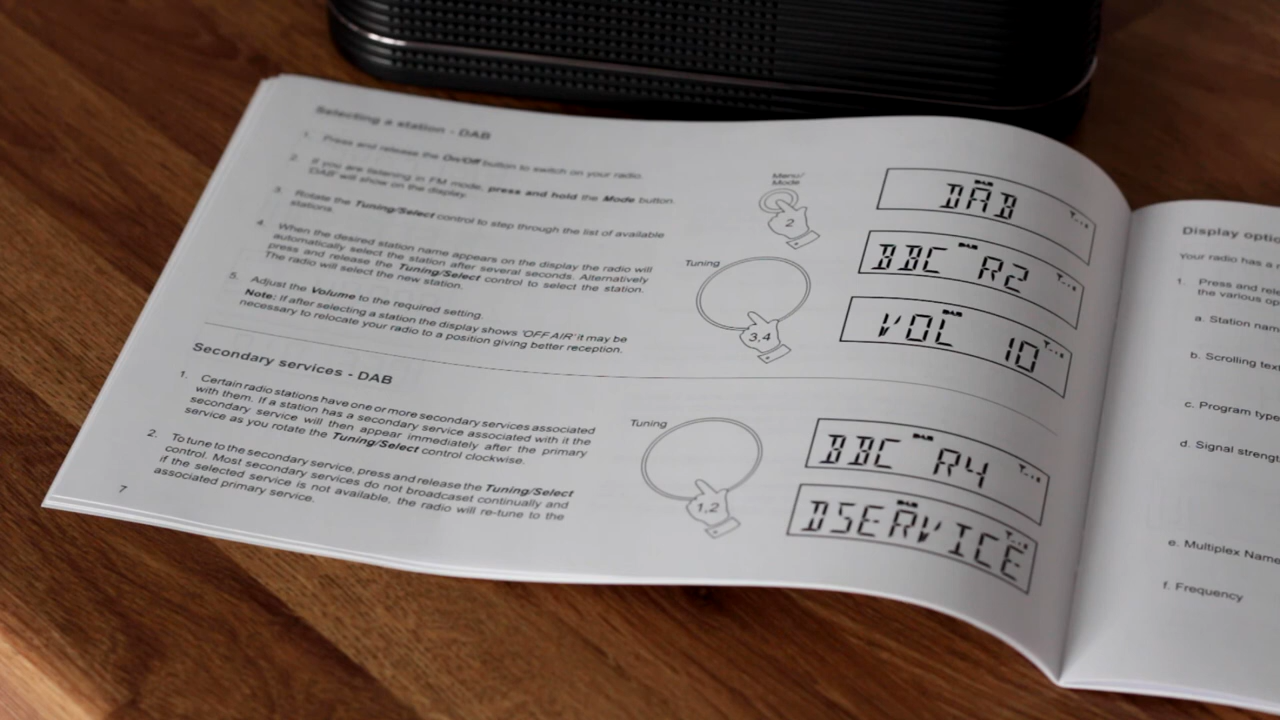 Selecting a station - DAB
1. Press and release the On/Off button to switch on your radio.
2. If you are listening in FM mode, press and hold the Mode button.
'DAB' will show on the display.
3. Rotate the Tuning/Select control to step through the list of available
stations.
4. When the desired station name appears on the display the radio will
automatically select the station after several seconds. Alternatively
press and release the Tuning/Select control to select the station.
The radio will select the new station.
5. Adjust the Volume to the required setting.
Note: If after selecting a station the display shows 'OFF AIR' it may be
necessary to relocate your radio to a position giving better reception.
Menu/
Mode
2
Tuning
3,4
DAB
DAB
DAB
BBC R2
DAB
VOL 10
Secondary services - DAB
1. Certain radio stations have one or more secondary services associated
with them. If a station has a secondary service associated with it the
secondary service will then appear immediately after the primary
service as you rotate the Tuning/Select control clockwise.
2. To tune to the secondary service, press and release the Tuning/Select
control. Most secondary services do not broadcast continually and
if the selected service is not available, the radio will re-tune to the
associated primary service.
Tuning
1,2
DAB
BBC R4
DAB
DSERVICE
7
Display optio
Your radio has a
1. Press and rele
the various op
a. Station nam
b. Scrolling text
c. Program type
d. Signal strengt
e. Multiplex Name
f. Frequency